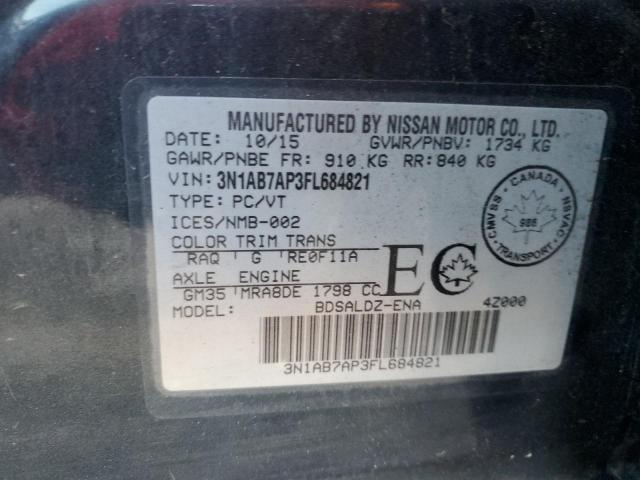 MANUFACTURED BY NISSAN MOTOR CO., LTD.
DATE: 10/15 GVWR/PNBV: 1734 KG
GAWR/PNBE FR: 910 KG RR: 840 KG
VIN: 3N1AB7AP3FL684821
TYPE: PC/VT
ICES/NMB-002
COLOR TRIM TRANS
RAQ G RE0F11A
AXLE ENGINE
GM35 MRA8DE 1798 CC
MODEL: BDSALDZ-ENA 4Z000
EC
CANADA
CMVSS NSVAC
TRANSPORT
3N1AB7AP3FL684821